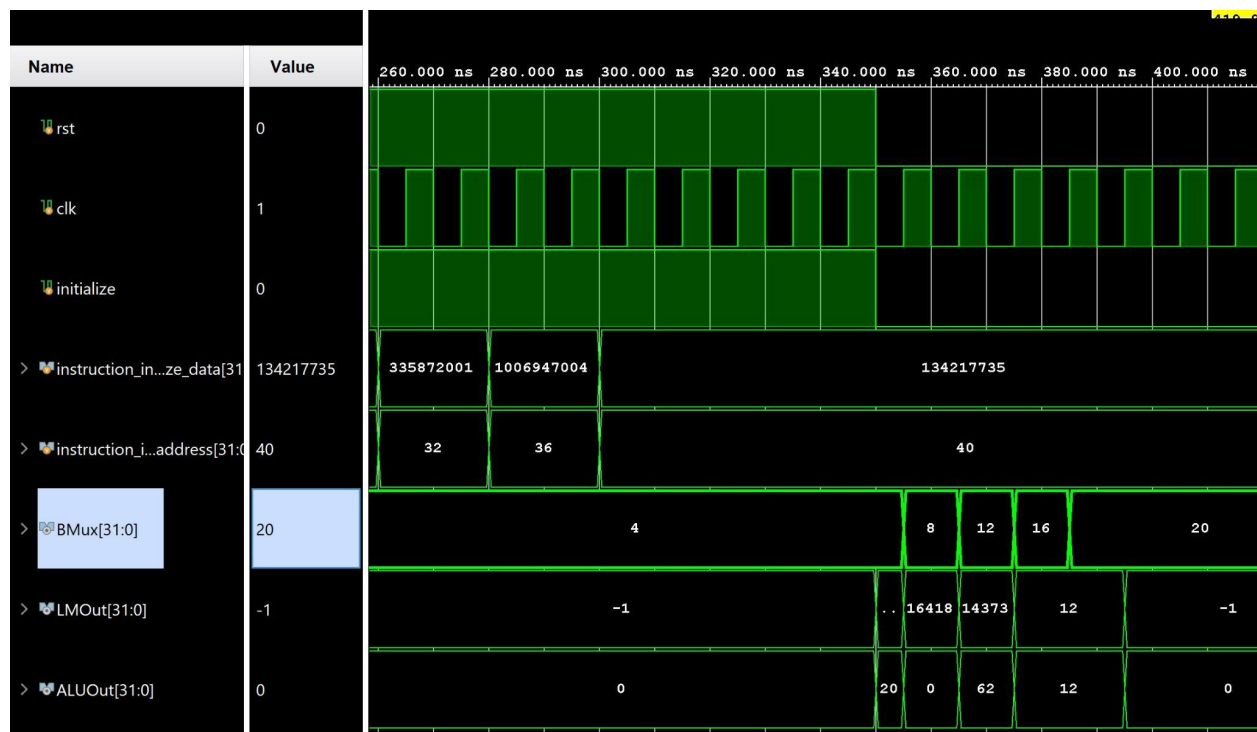 Name Value 260.000 ns 280.000 ns 300.000 ns 320.000 ns 340.000 ns 360.000 ns 380.000 ns 400.000 ns
rst 0
clk 1
initialize 0
instruction_in...ze_data[31 134217735 335872001 1006947004 134217735
instruction_i...address[31:0 40 32 36 40
BMux[31:0] 20 4 8 12 16 20
LMOut[31:0] -1 -1 .. 16418 14373 12 -1
ALUOut[31:0] 0 0 20 0 62 12 0